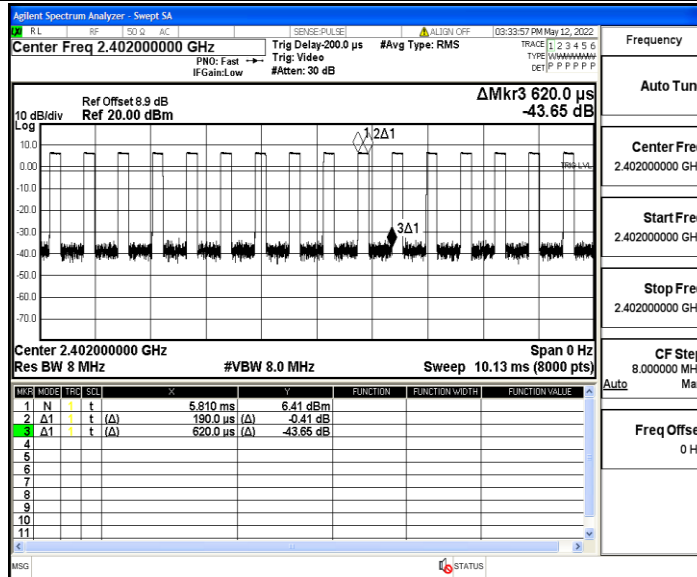 Agilent Spectrum Analyzer - Swept SA
RL RF 50 Ω AC SENSE:PULSE ALIGN OFF 03:33:57 PM May 12, 2022
Center Freq 2.402000000 GHz
PNO: Fast
IFGain:Low
Trig Delay-200.0 µs
Trig: Video
#Atten: 30 dB
#Avg Type: RMS
TRACE 1 2 3 4 5 6
TYPE
DET P P P P P P
Ref Offset 8.9 dB
Ref 20.00 dBm
10 dB/div
Log
ΔMkr3 620.0 µs
-43.65 dB
10.0
0.00
-10.0
-20.0
-30.0
-40.0
-50.0
-60.0
-70.0
1 2Δ1
TRIG LVL
3Δ1
Center 2.402000000 GHz Span 0 Hz
Res BW 8 MHz #VBW 8.0 MHz Sweep 10.13 ms (8000 pts)
MKR MODE TRC SCL X Y FUNCTION FUNCTION WIDTH FUNCTION VALUE
1 N 1 t 5.810 ms 6.41 dBm
2 Δ1 1 t (Δ) 190.0 µs (Δ) -0.41 dB
3 Δ1 1 t (Δ) 620.0 µs (Δ) -43.65 dB
4
5
6
7
8
9
10
11
MSG STATUS
Frequency
Auto Tun
Center Fre
2.402000000 GH
Start Fre
2.402000000 GH
Stop Fre
2.402000000 GH
CF Step
8.000000 MH
Auto Ma
Freq Offse
0 H